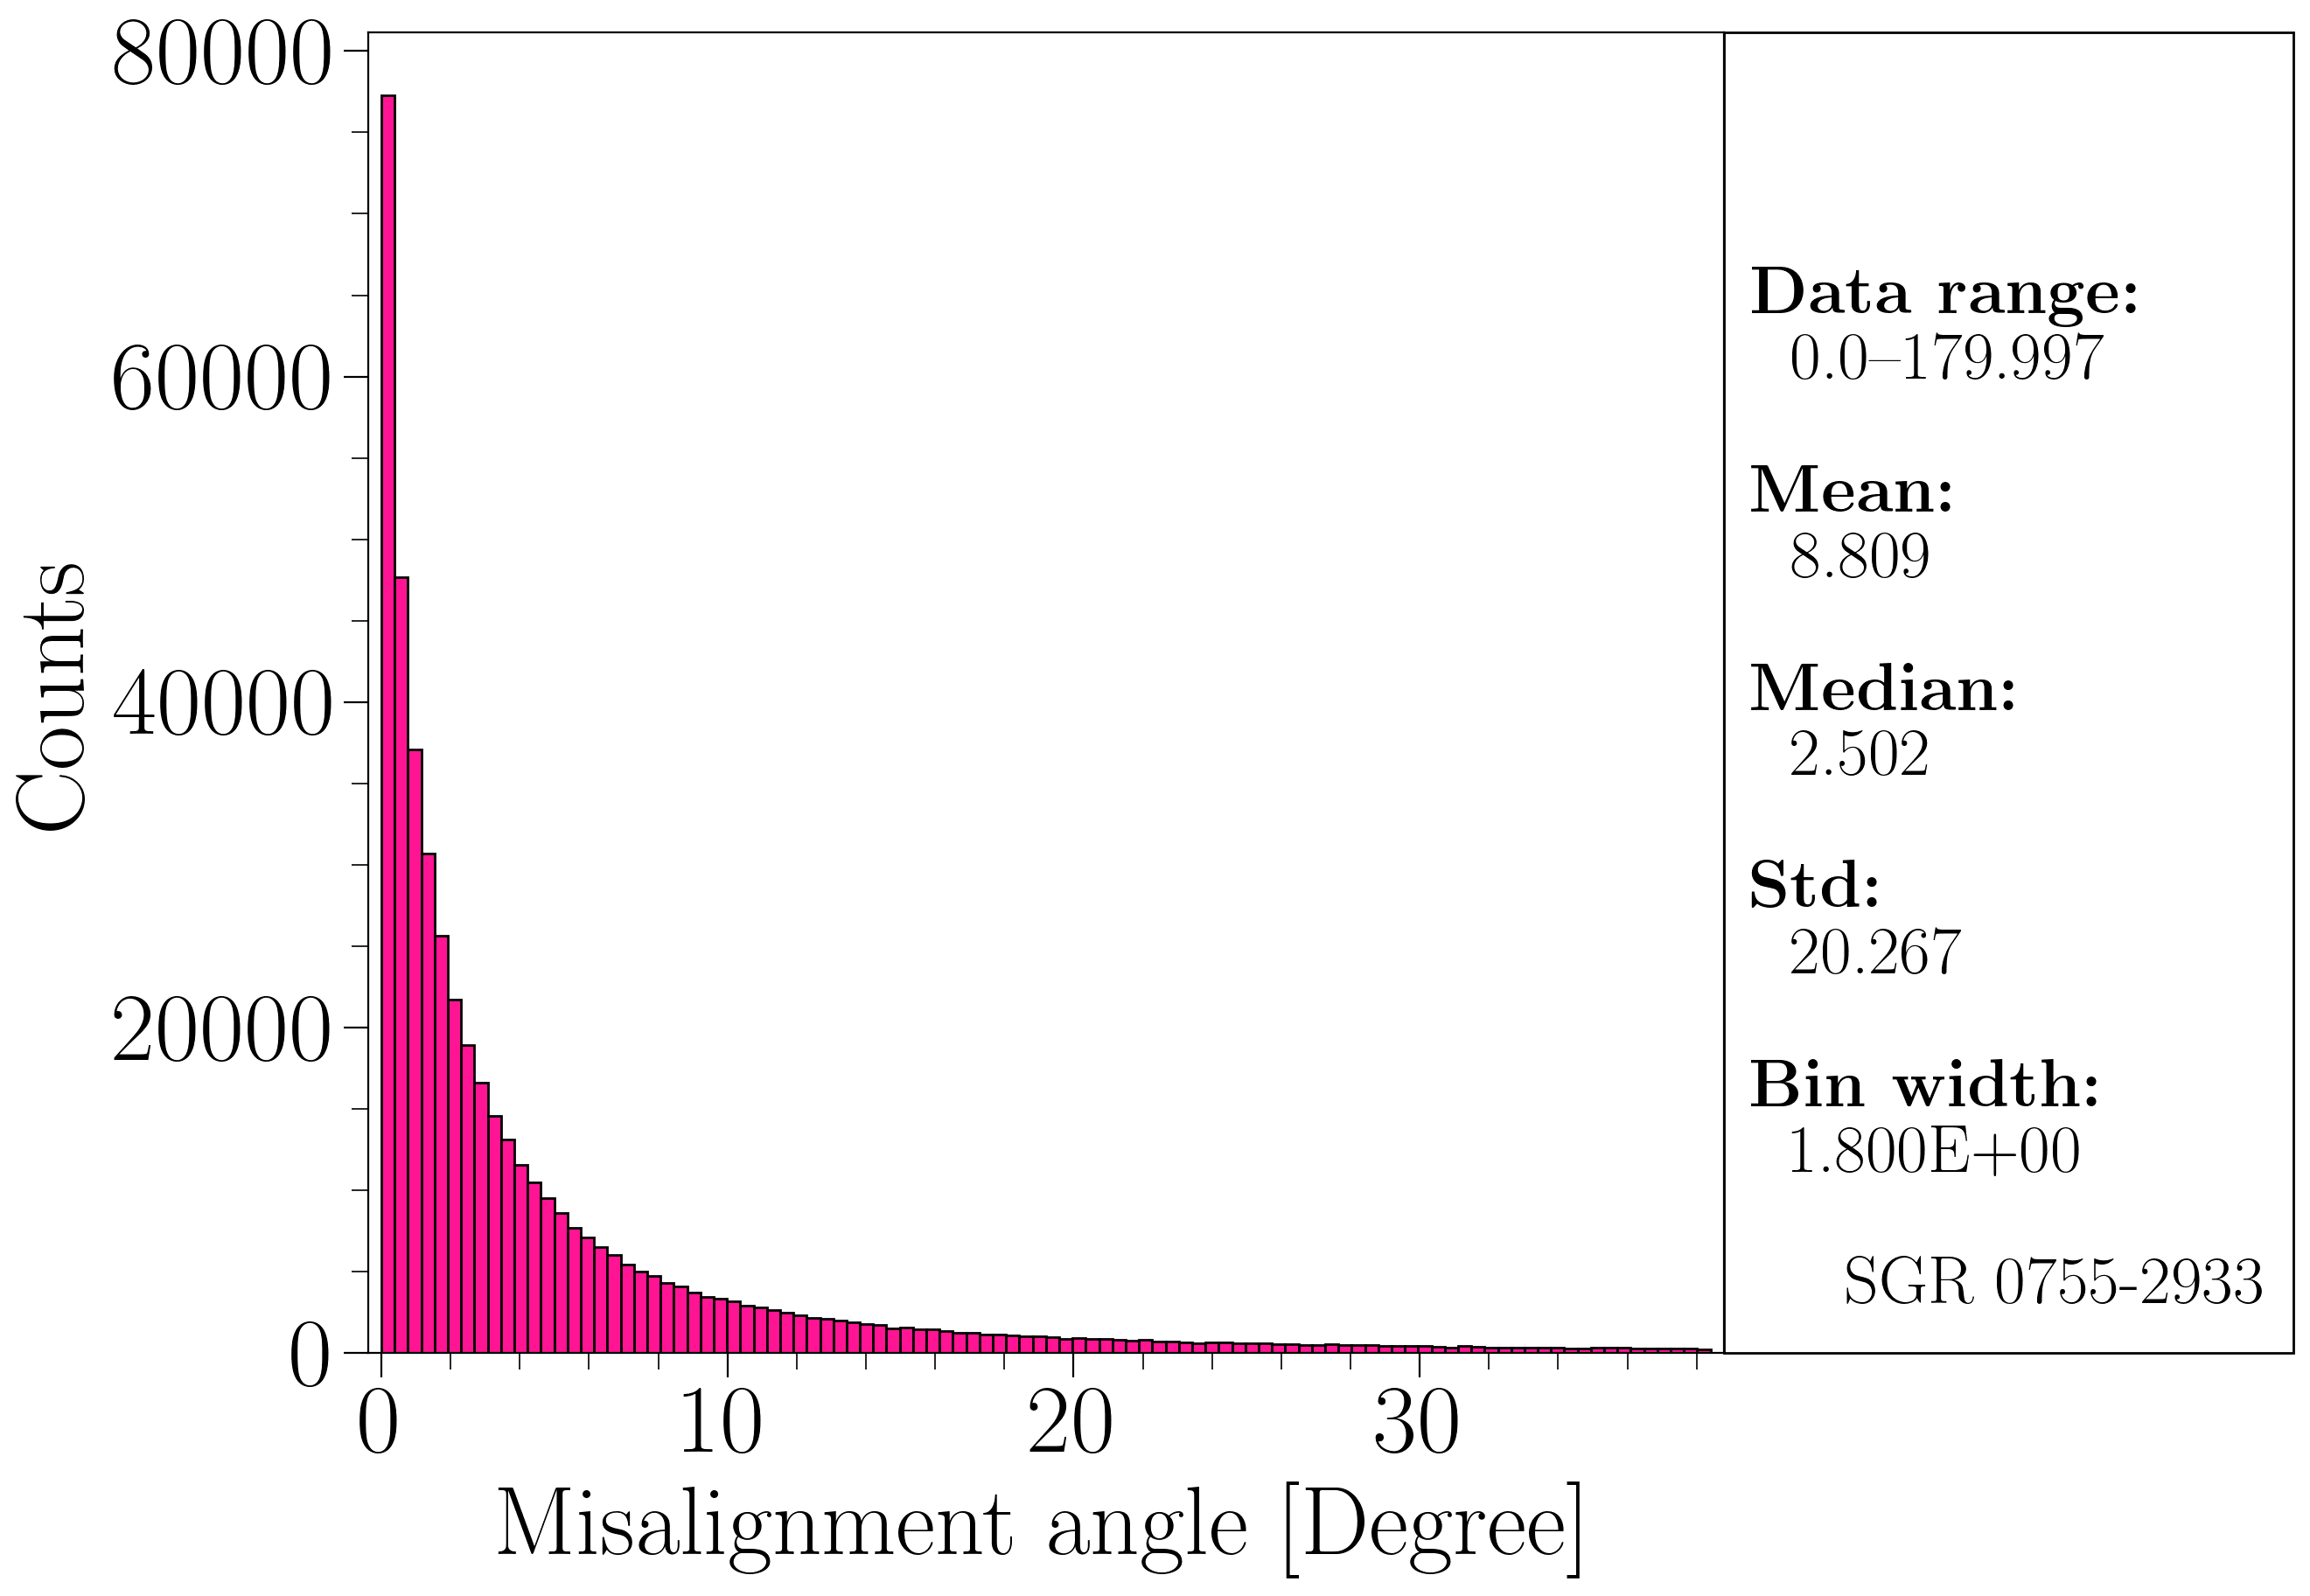 80000
60000
40000
20000
0
Counts
0 10 20 30
Misalignment angle [Degree]
Data range:
0.0–179.997
Mean:
8.809
Median:
2.502
Std:
20.267
Bin width:
1.800E+00
SGR 0755-2933